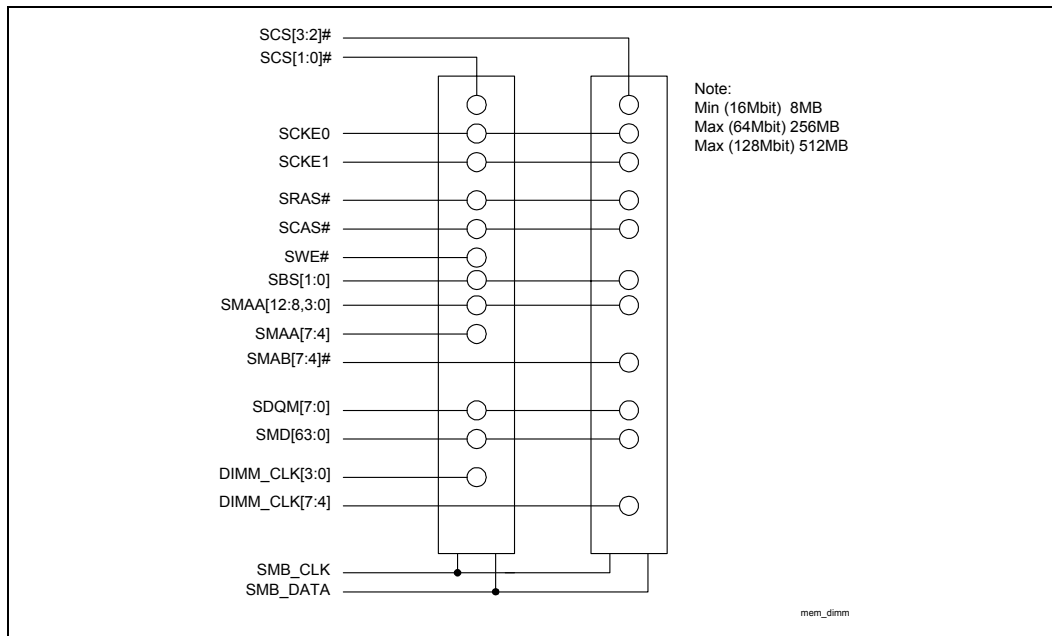 SCS[3:2]#
SCS[1:0]#
Note:
Min (16Mbit) 8MB
Max (64Mbit) 256MB
Max (128Mbit) 512MB
SCKE0
SCKE1
SRAS#
SCAS#
SWE#
SBS[1:0]
SMAA[12:8,3:0]
SMAA[7:4]
SMAB[7:4]#
SDQM[7:0]
SMD[63:0]
DIMM_CLK[3:0]
DIMM_CLK[7:4]
SMB_CLK
SMB_DATA
mem_dimm